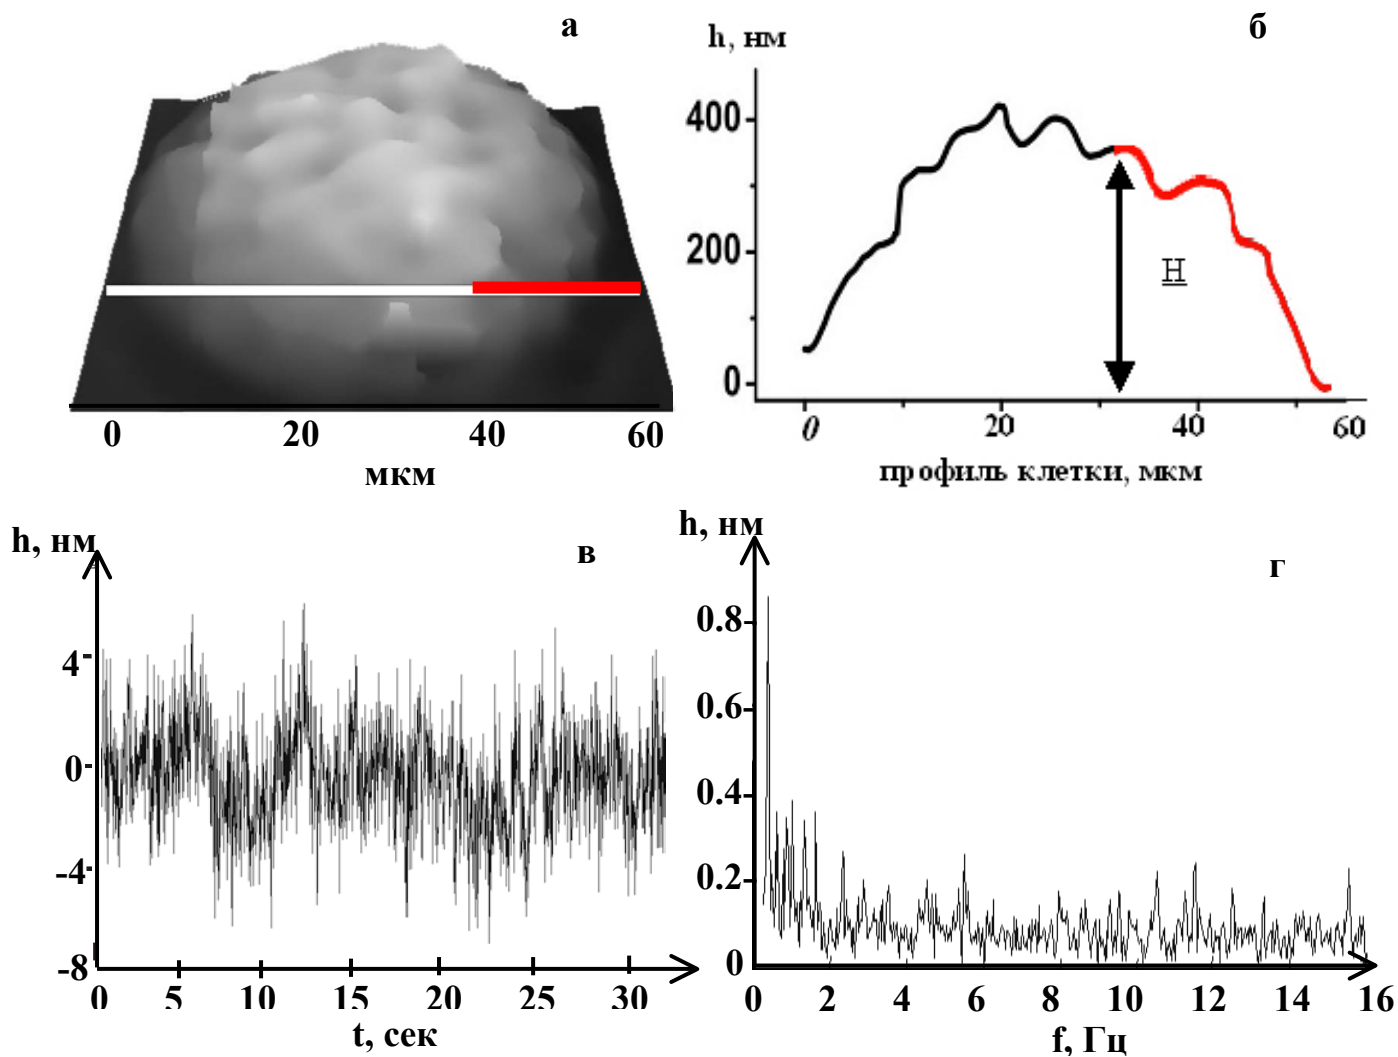 а
0 20 40 60
мкм
б
h, нм
400
200
0
H
0 20 40 60
профиль клетки, мкм
в
h, нм
4
0
-4
-8
0 5 10 15 20 25 30
t, сек
г
h, нм
0.8
0.6
0.4
0.2
0
0 2 4 6 8 10 12 14 16
f, Гц